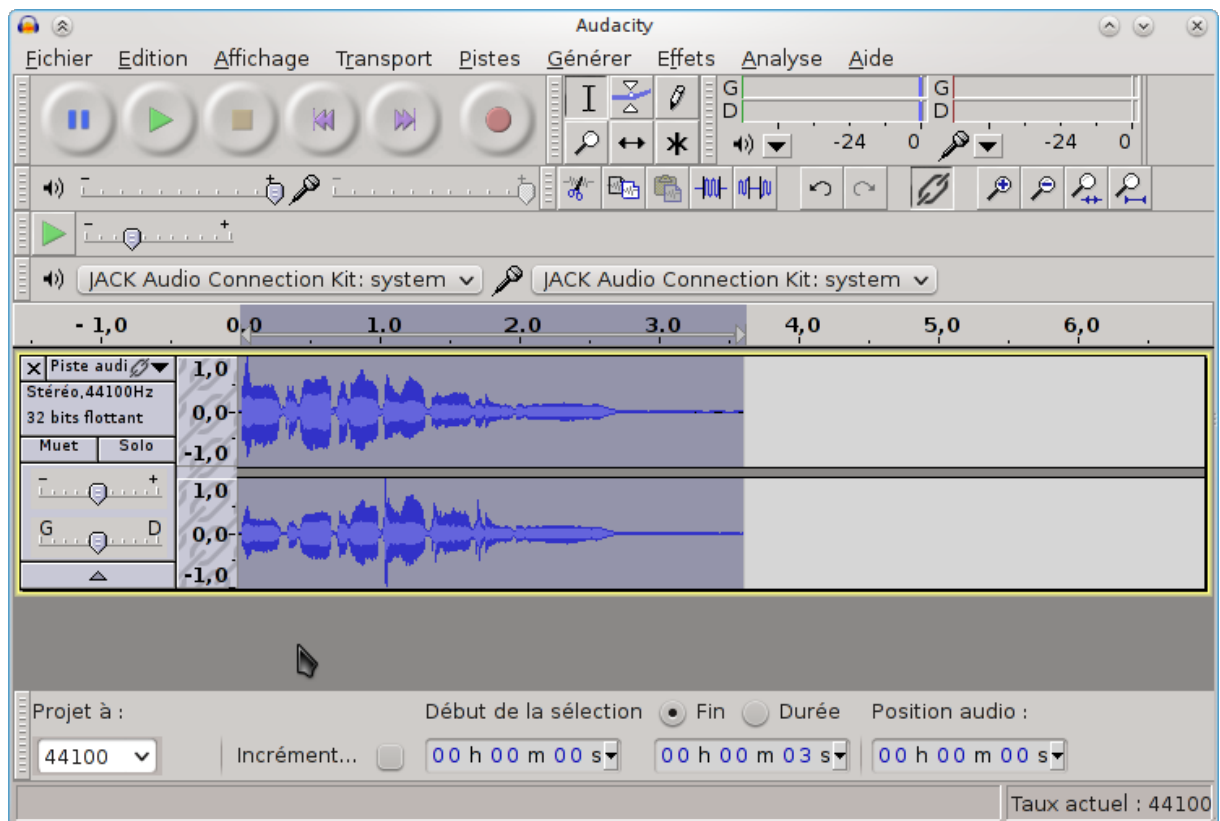 Audacity
Fichier Edition Affichage Transport Pistes Générer Effets Analyse Aide
G G
D D
-24 0 -24 0
- +
- +
JACK Audio Connection Kit: system JACK Audio Connection Kit: system
- 1,0 0,0 1.0 2.0 3.0 4,0 5,0 6,0
X Piste audi 1,0
Stéréo,44100Hz
32 bits flottant 0,0-
Muet Solo
-1,0
- + 1,0
G D 0,0-
-1,0
Projet à : Début de la sélection Fin Durée Position audio :
44100 Incrément... 00 h 00 m 00 s 00 h 00 m 03 s 00 h 00 m 00 s
Taux actuel : 44100